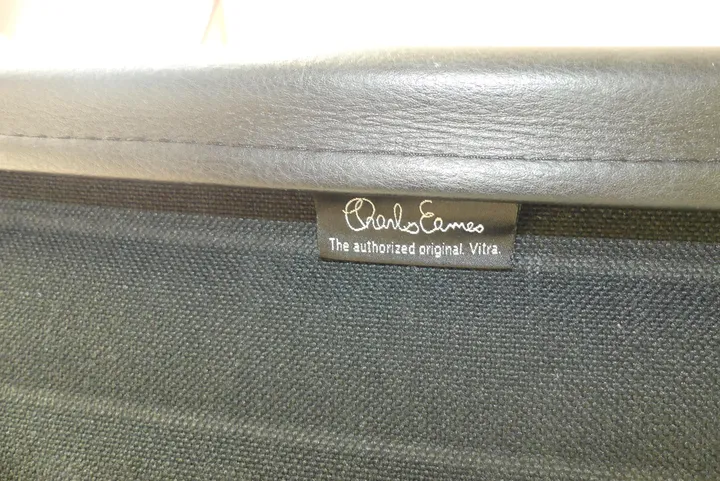 Charles Eames
The authorized original. Vitra.